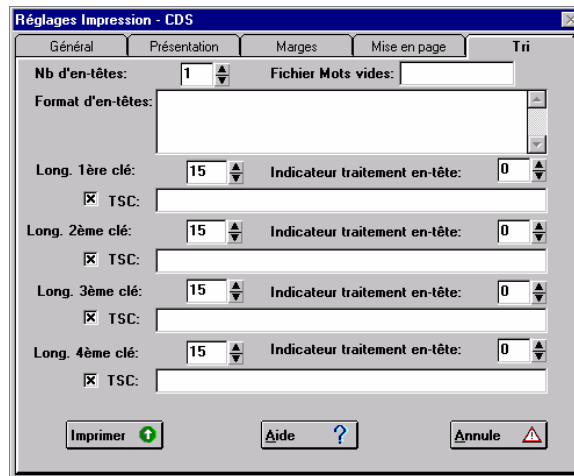 Réglages Impression - CDS
Général Présentation Marges Mise en page Tri
Nb d'en-têtes: 1 Fichier Mots vides:
Format d'en-têtes:
Long. 1ère clé: 15 Indicateur traitement en-tête: 0
TSC:
Long. 2ème clé: 15 Indicateur traitement en-tête: 0
TSC:
Long. 3ème clé: 15 Indicateur traitement en-tête: 0
TSC:
Long. 4ème clé: 15 Indicateur traitement en-tête: 0
TSC:
Imprimer Aide ? Annule